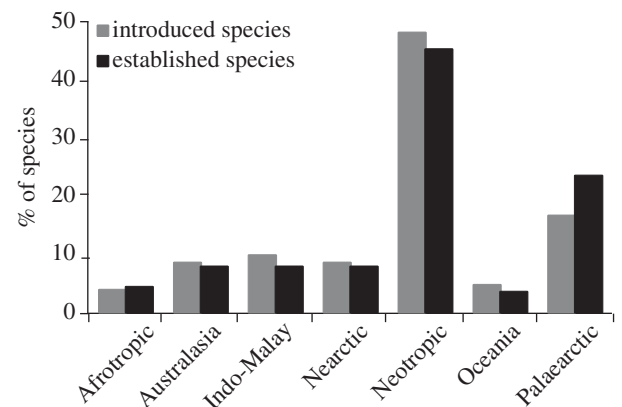 50
40
30
20
10
0
% of species
introduced species
established species
Afrotropic
Australasia
Indo-Malay
Nearctic
Neotropic
Oceania
Palaearctic